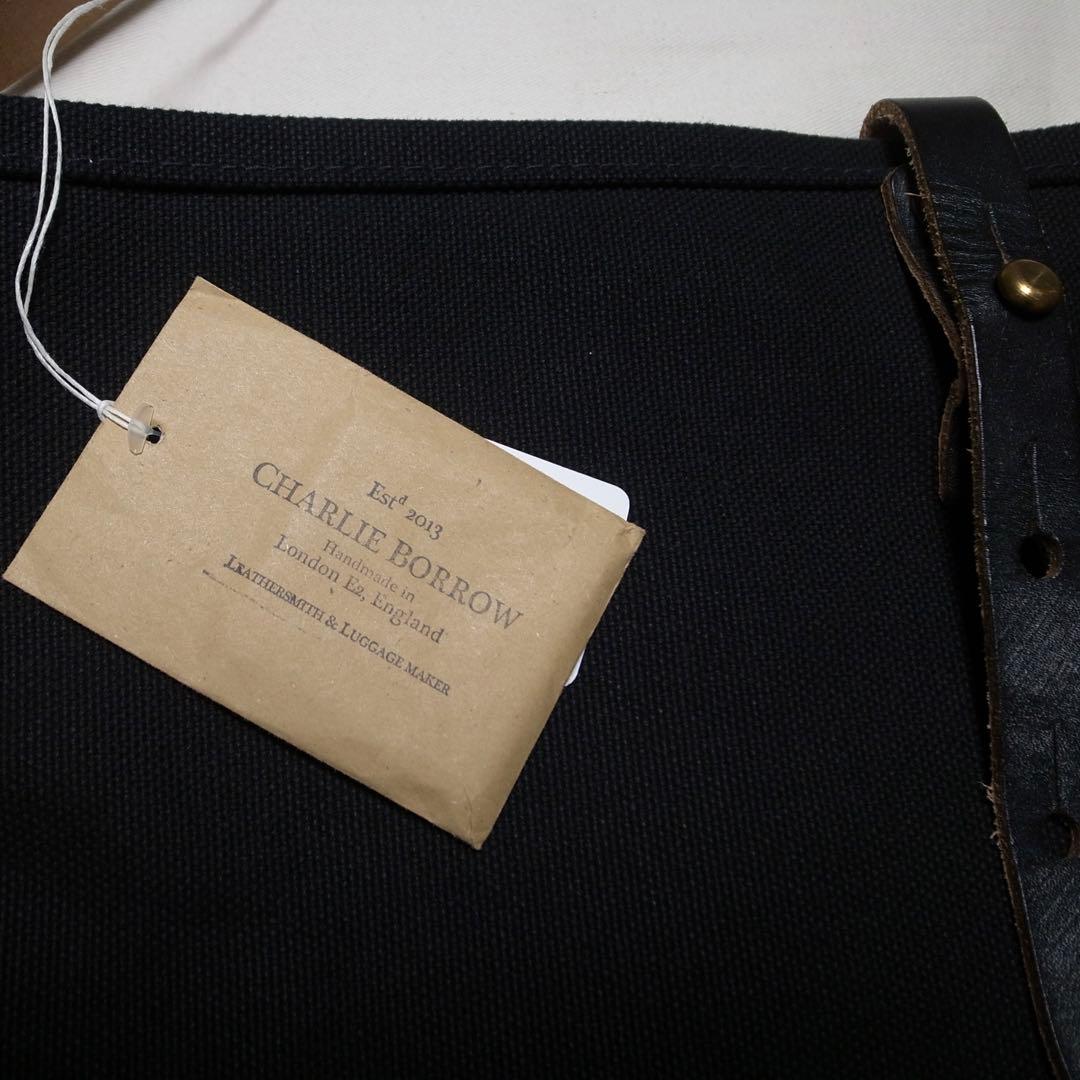 Estd 2013
CHARLIE BORROW
Handmade in
London E2, England
LEATHERSMITH & LUGGAGE MAKER